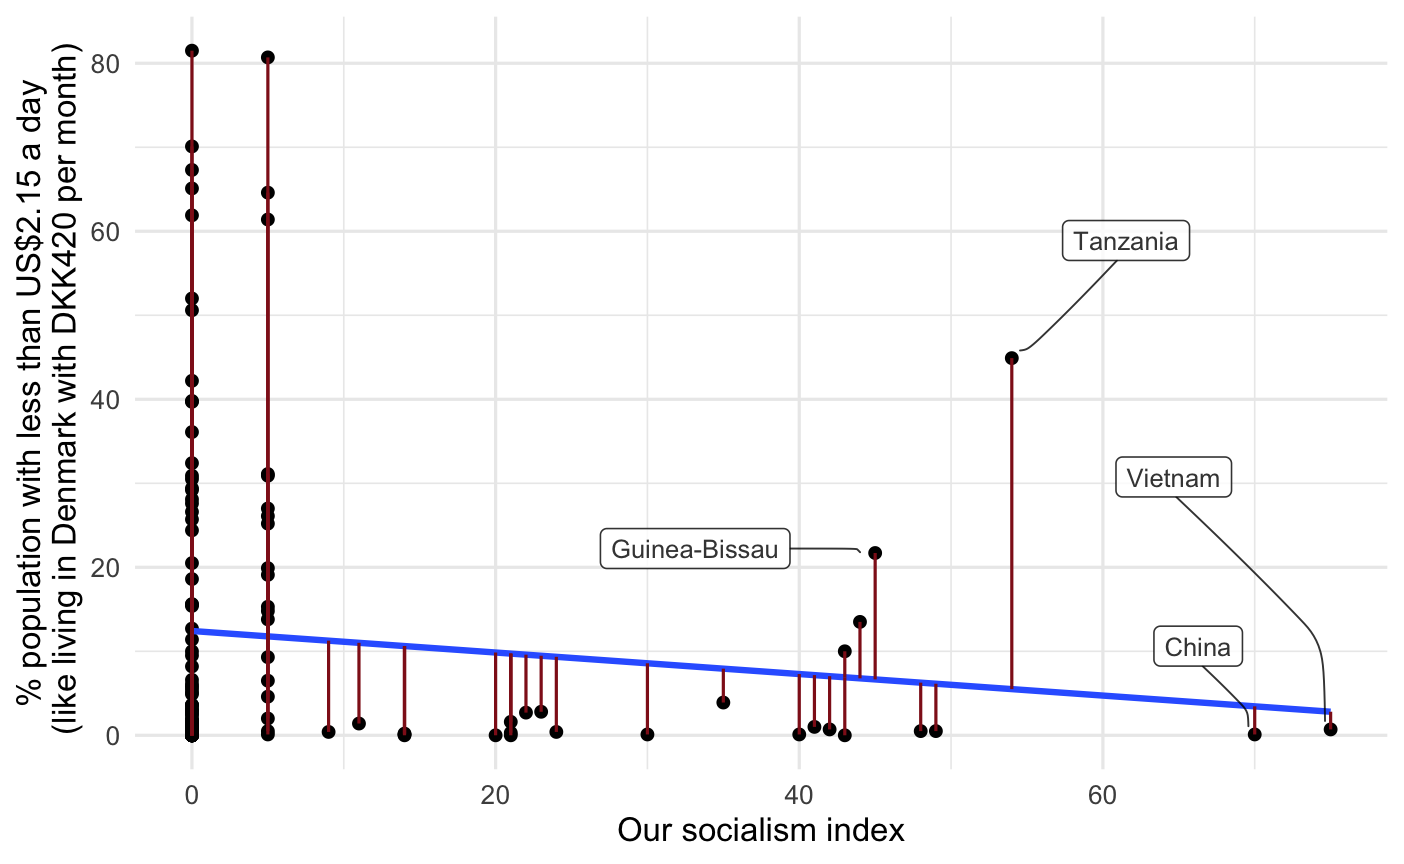 % population with less than US$2.15 a day
(like living in Denmark with DKK420 per month)
80
60
40
20
0
Tanzania
Vietnam
Guinea-Bissau
China
0
20
40
60
Our socialism index